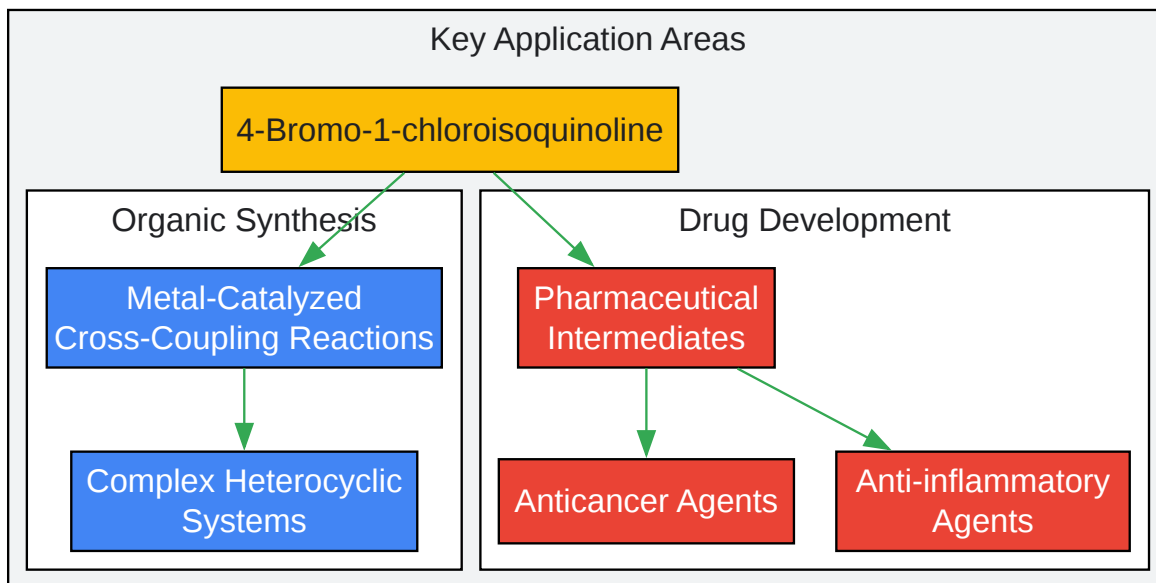 Key Application Areas
4-Bromo-1-chloroisoquinoline
Organic Synthesis
Metal-Catalyzed
Cross-Coupling Reactions
Complex Heterocyclic
Systems
Drug Development
Pharmaceutical
Intermediates
Anticancer Agents
Anti-inflammatory
Agents